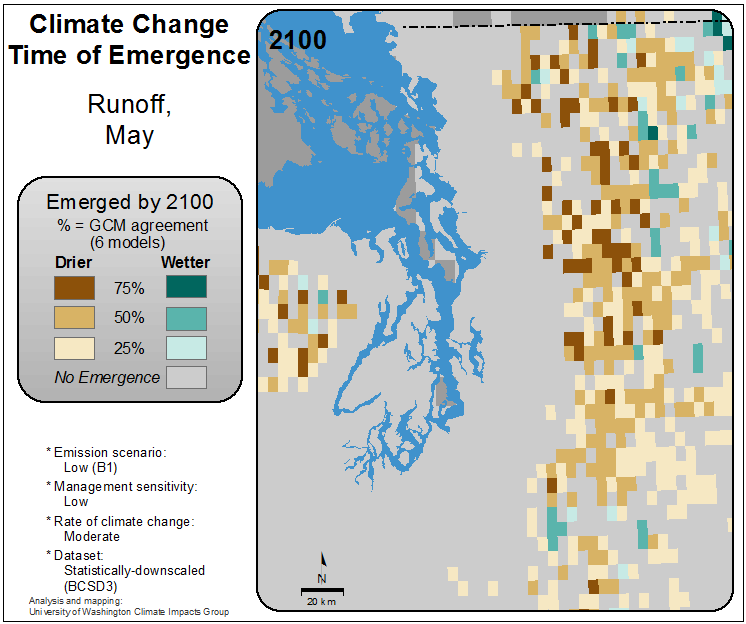 Climate Change
Time of Emergence
Runoff,
May
Emerged by 2100
% = GCM agreement
(6 models)
Drier Wetter
75%
50%
25%
No Emergence
* Emission scenario:
Low (B1)
* Management sensitivity:
Low
* Rate of climate change:
Moderate
* Dataset:
Statistically-downscaled
(BCSD3)
Analysis and mapping:
University of Washington Climate Impacts Group
2100
N
20 km